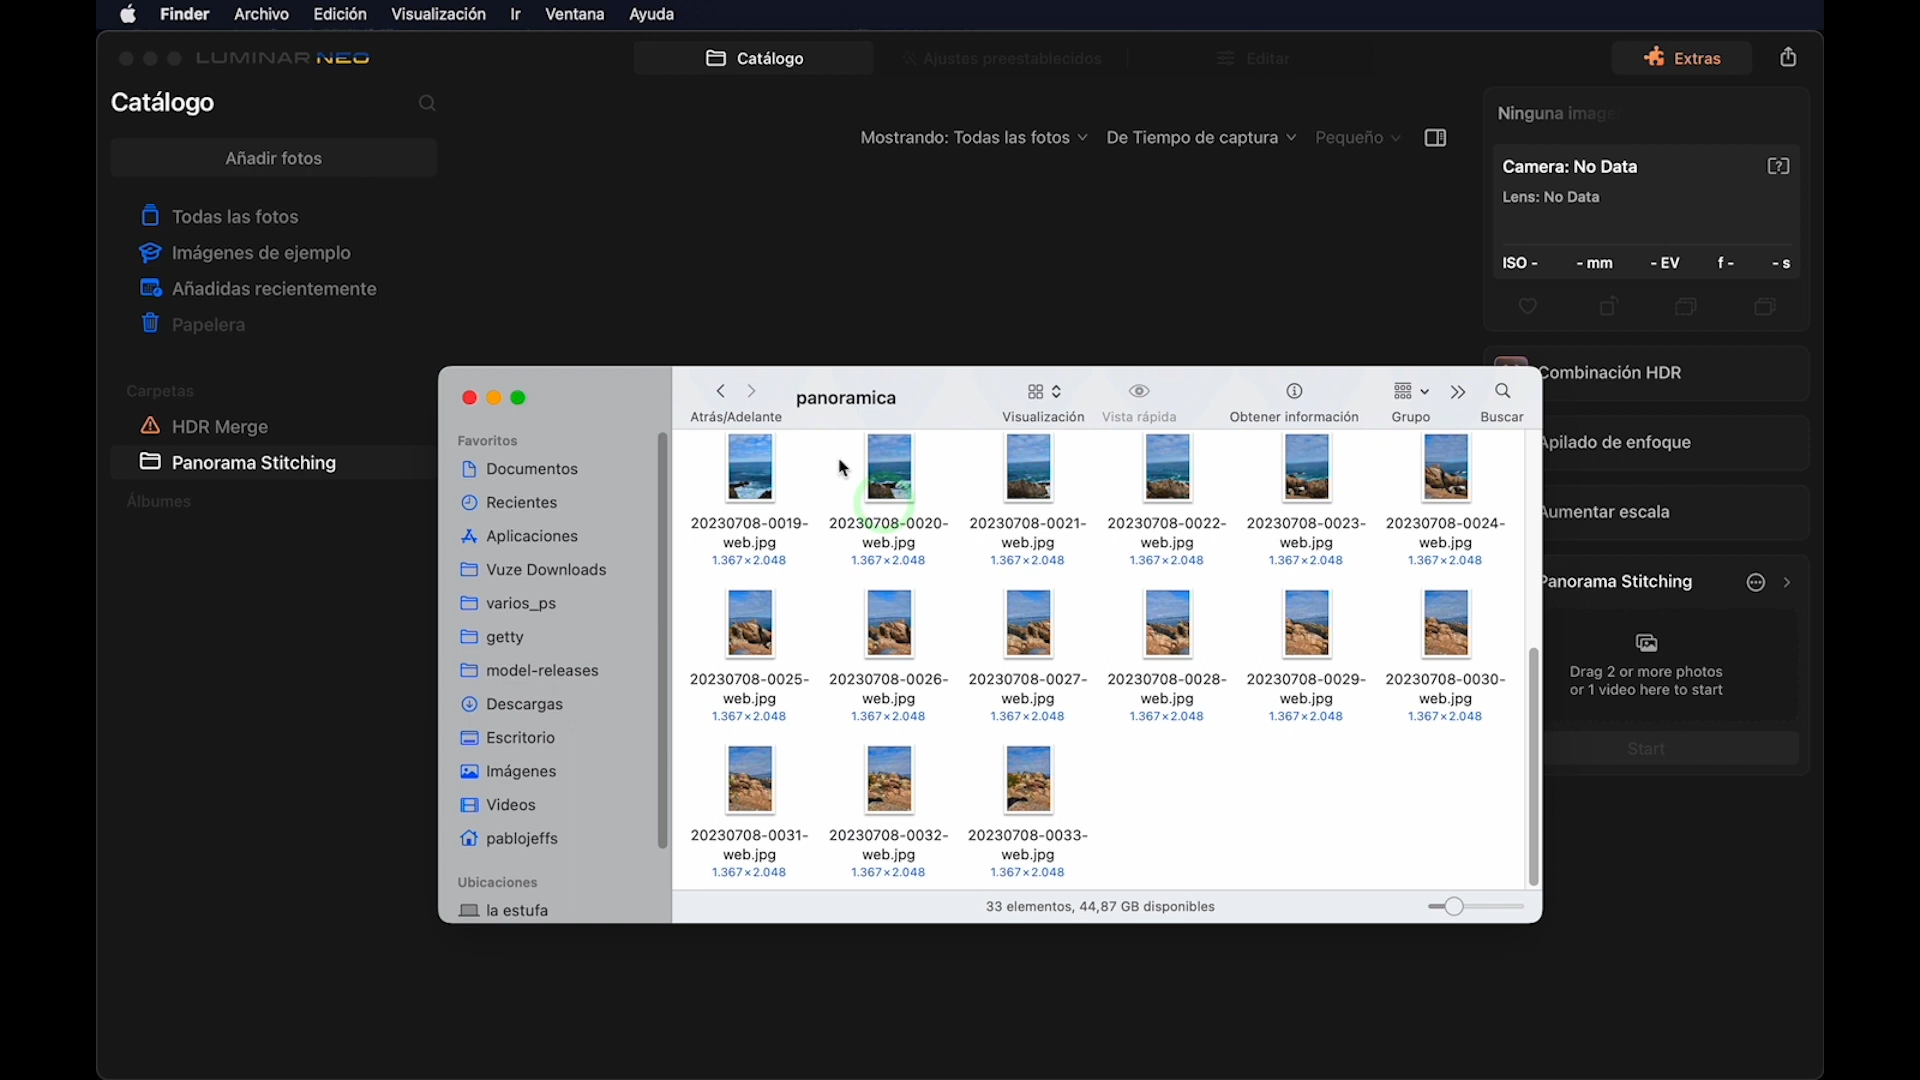 Finder Archivo Edición Visualización Ir Ventana Ayuda
LUMINAR NEO
Catálogo
Ajustes preestablecidos
Editar
Extras
Catálogo
Añadir fotos
Todas las fotos
Imágenes de ejemplo
Añadidas recientemente
Papelera
Carpetas
HDR Merge
Panorama Stitching
Álbumes
Mostrando: Todas las fotos De Tiempo de captura Pequeño
Ninguna image
Camera: No Data
[?]
Lens: No Data
ISO - - mm - EV f - - s
Combinación HDR
Apilado de enfoque
Aumentar escala
Panorama Stitching
Drag 2 or more photos
or 1 video here to start
Start
Atrás/Adelante
panoramica
Visualización
Vista rápida
Obtener información
Grupo
Buscar
Favoritos
Documentos
Recientes
Aplicaciones
Vuze Downloads
varios_ps
getty
model-releases
Descargas
Escritorio
Imágenes
Videos
pablojeffs
Ubicaciones
la estufa
20230708-0019- 20230708-0020- 20230708-0021- 20230708-0022- 20230708-0023- 20230708-0024-
web.jpg web.jpg web.jpg web.jpg web.jpg web.jpg
1.367×2.048 1.367×2.048 1.367×2.048 1.367×2.048 1.367×2.048 1.367×2.048
20230708-0025- 20230708-0026- 20230708-0027- 20230708-0028- 20230708-0029- 20230708-0030-
web.jpg web.jpg web.jpg web.jpg web.jpg web.jpg
1.367×2.048 1.367×2.048 1.367×2.048 1.367×2.048 1.367×2.048 1.367×2.048
20230708-0031- 20230708-0032- 20230708-0033-
web.jpg web.jpg web.jpg
1.367×2.048 1.367×2.048 1.367×2.048
33 elementos, 44,87 GB disponibles